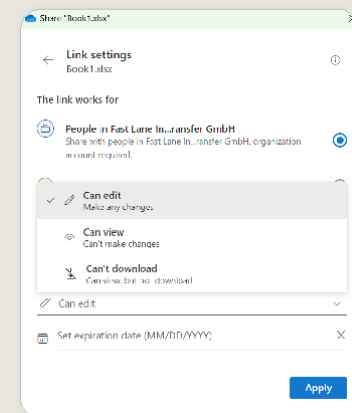 Share "Book1.xlsx"
Link settings
Book1.xlsx
The link works for
People in Fast Lane In...ransfer GmbH
Share with people in Fast Lane In...ransfer GmbH, organization
account required.
Can edit
Make any changes
Can view
Can't make changes
Can't download
Can view, but not download
Can edit
Set expiration date (MM/DD/YYYY)
Apply